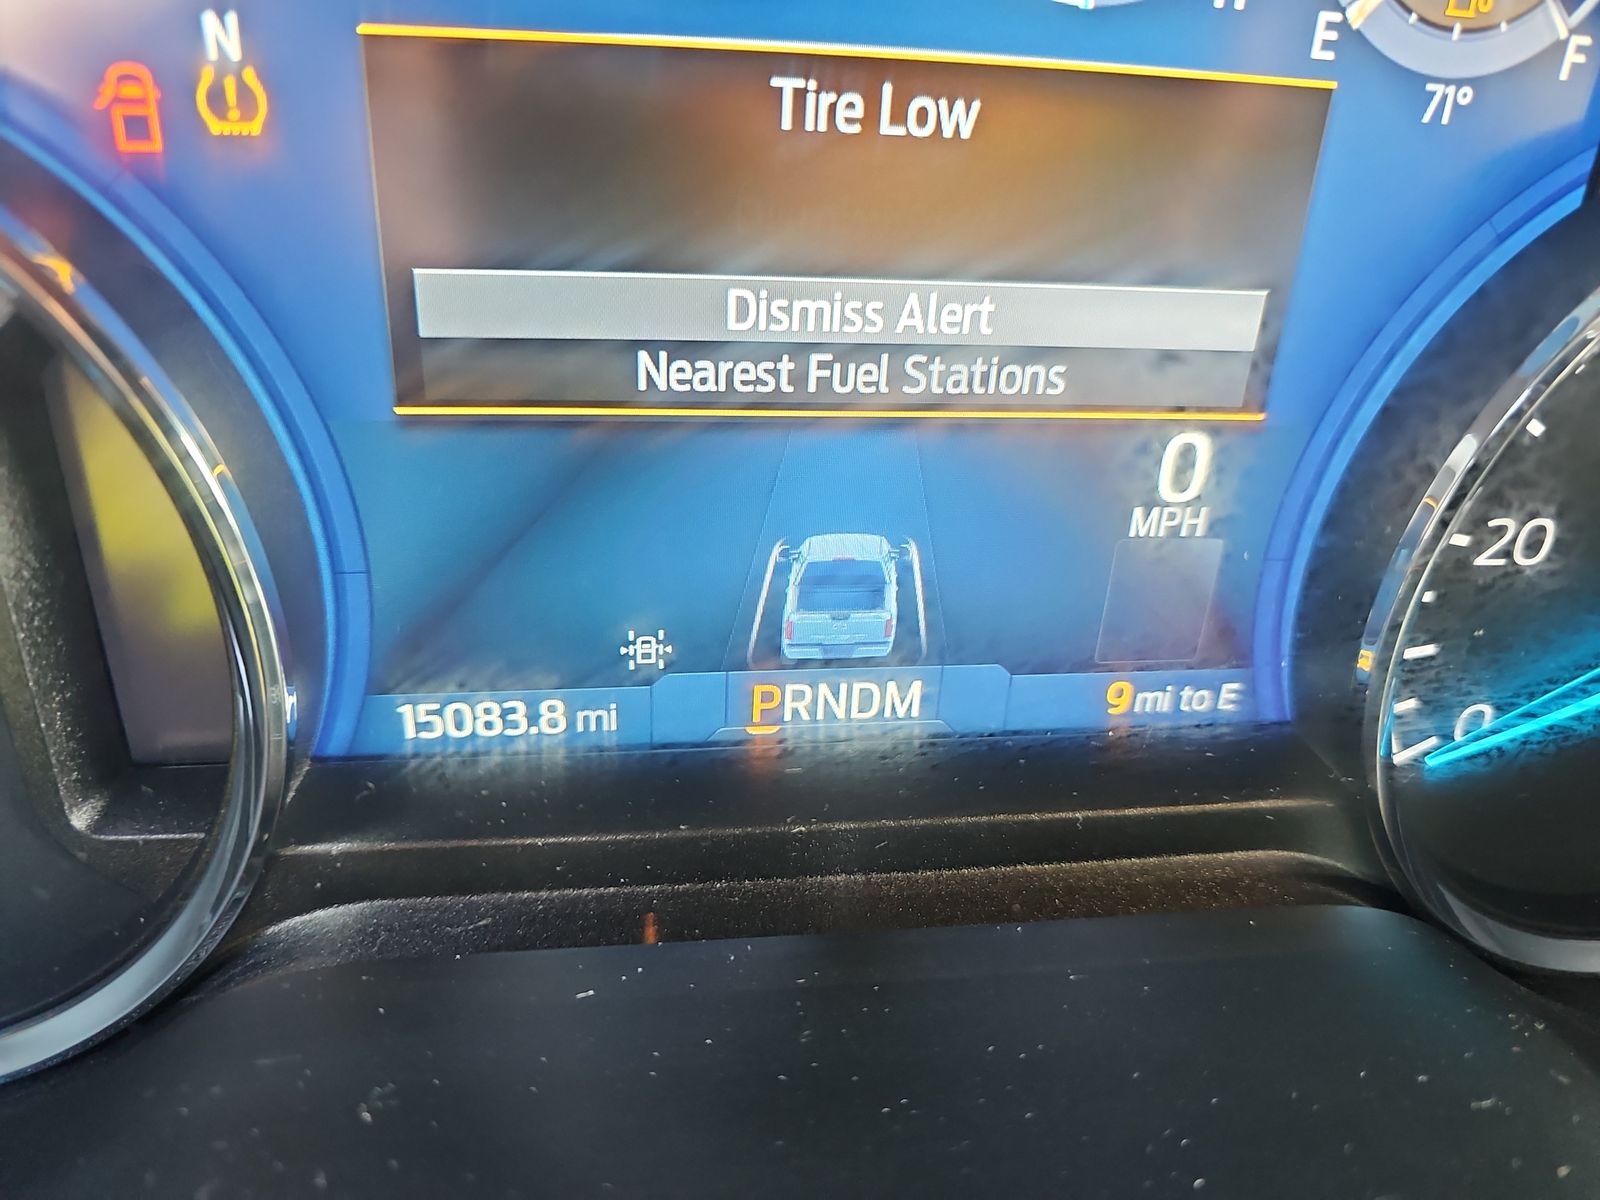 N
E
F
71°
Tire Low
Dismiss Alert
Nearest Fuel Stations
0
MPH
20
0
15083.8 mi
PRNDM
9 mi to E